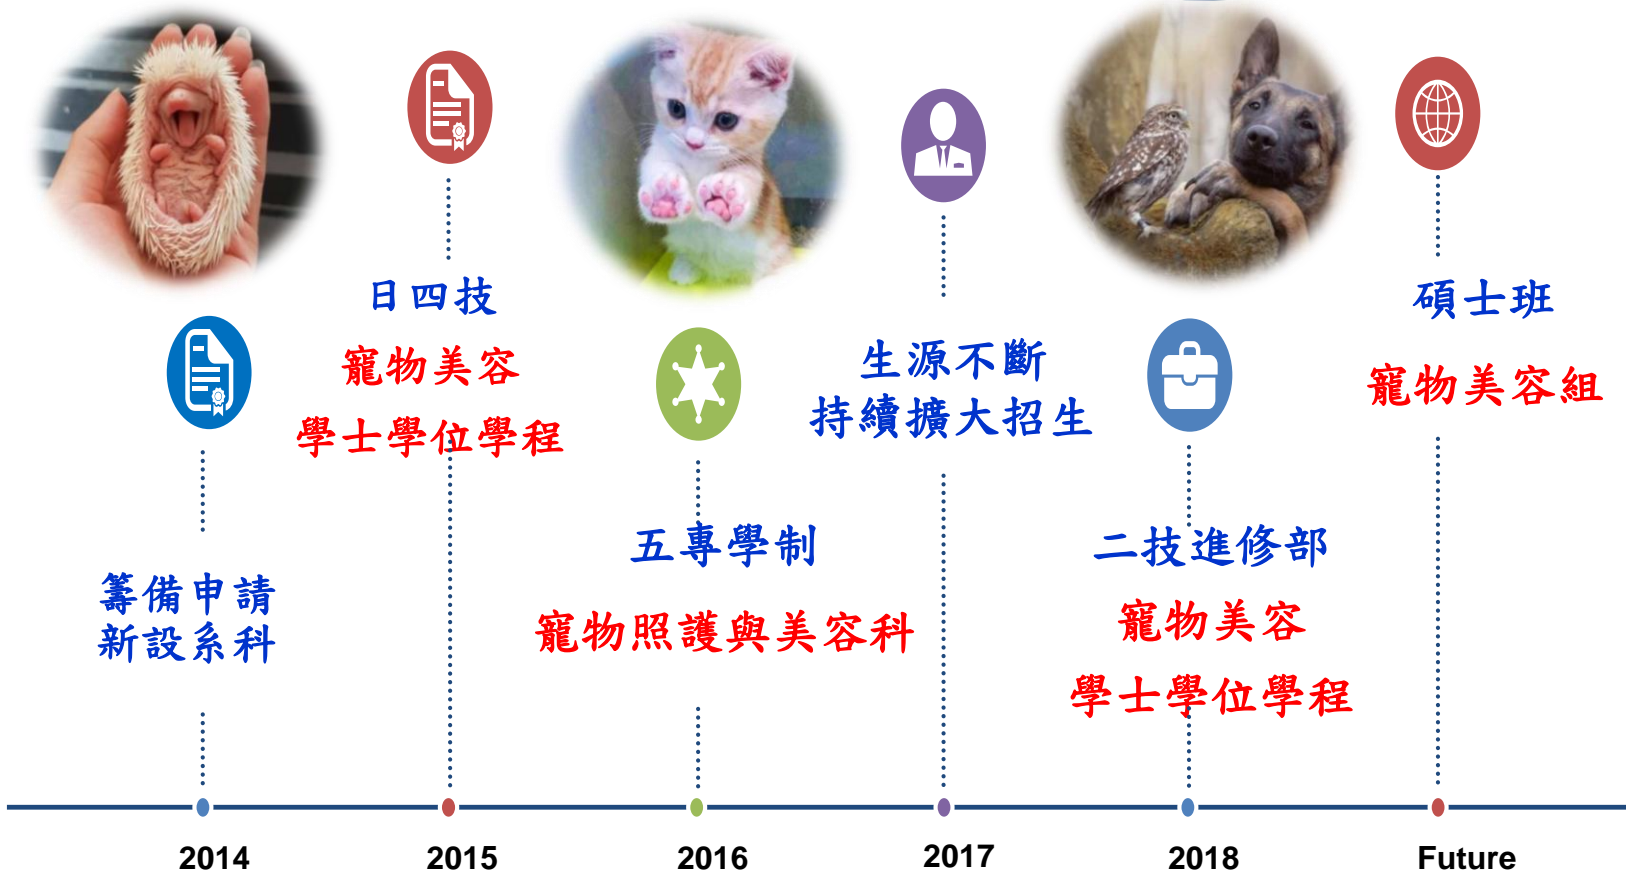 籌備申請
新設系科
2014
日四技
寵物美容
學士學位學程
2015
五專學制
寵物照護與美容科
2016
生源不斷
持續擴大招生
2017
二技進修部
寵物美容
學士學位學程
2018
碩士班
寵物美容組
Future